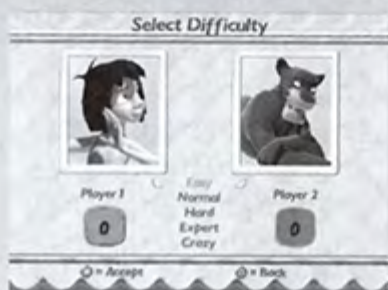 Select Difficulty
Easy
Player 1 Normal Player 2
Hard
0 Expert 0
Crazy
= Accept = Back